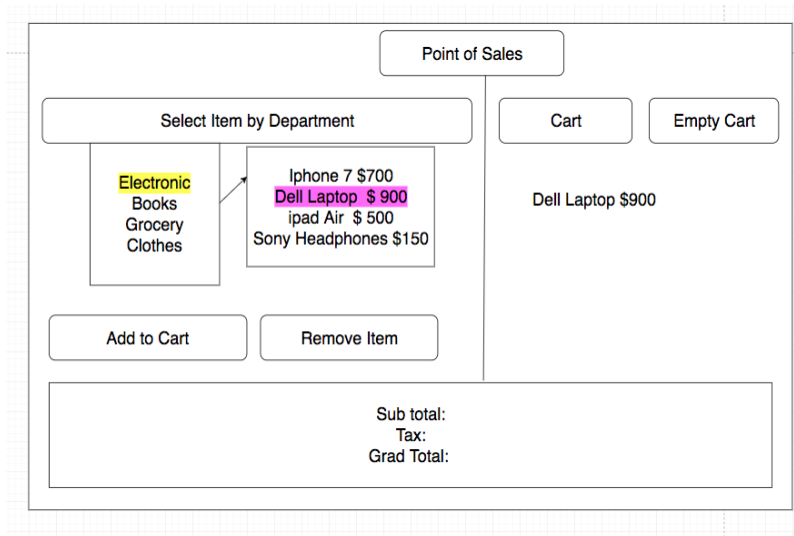 Point of Sales
Select Item by Department
Cart
Empty Cart
Electronic
Books
Grocery
Clothes
Iphone 7 $700
Dell Laptop $ 900
ipad Air $ 500
Sony Headphones $150
Dell Laptop $900
Add to Cart
Remove Item
Sub total:
Tax:
Grad Total: